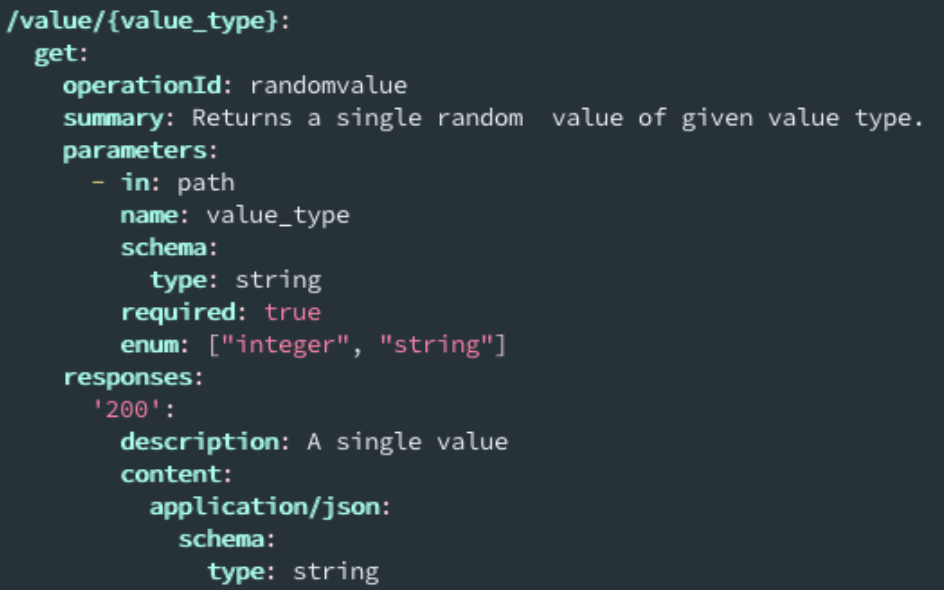 /value/{value_type}:
  get:
    operationId: randomvalue
    summary: Returns a single random  value of given value type.
    parameters:
      - in: path
        name: value_type
        schema:
          type: string
        required: true
        enum: ["integer", "string"]
    responses:
      '200':
        description: A single value
        content:
          application/json:
            schema:
              type: string